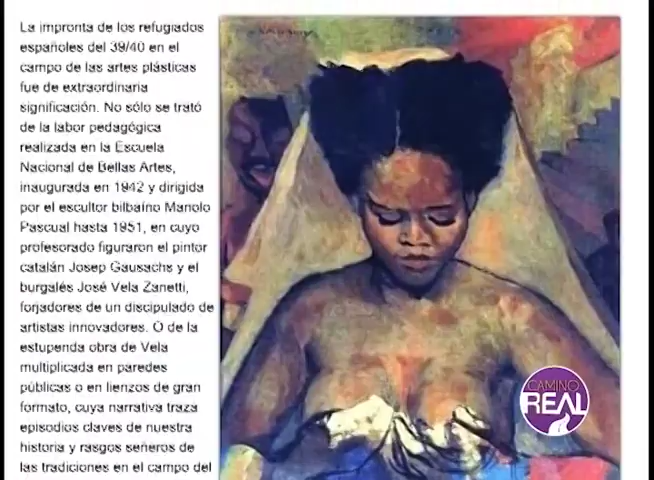 La impronta de los refugiados
españoles del 39/40 en el
campo de las artes plásticas
fue de extraordinaria
significación. No sólo se trató
de la labor pedagógica
realizada en la Escuela
Nacional de Bellas Artes,
inaugurada en 1942 y dirigida
por el escultor bilbaíno Manolo
Pascual hasta 1951, en cuyo
profesorado figuraron el pintor
catalán Josep Gausachs y el
burgalés José Vela Zanetti,
forjadores de un discipulado de
artistas innovadores. O de la
estupenda obra de Vela
multiplicada en paredes
públicas o en lienzos de gran
formato, cuya narrativa traza
episodios claves de nuestra
historia y rasgos señeros de
las tradiciones en el campo del
CAMINO
REAL